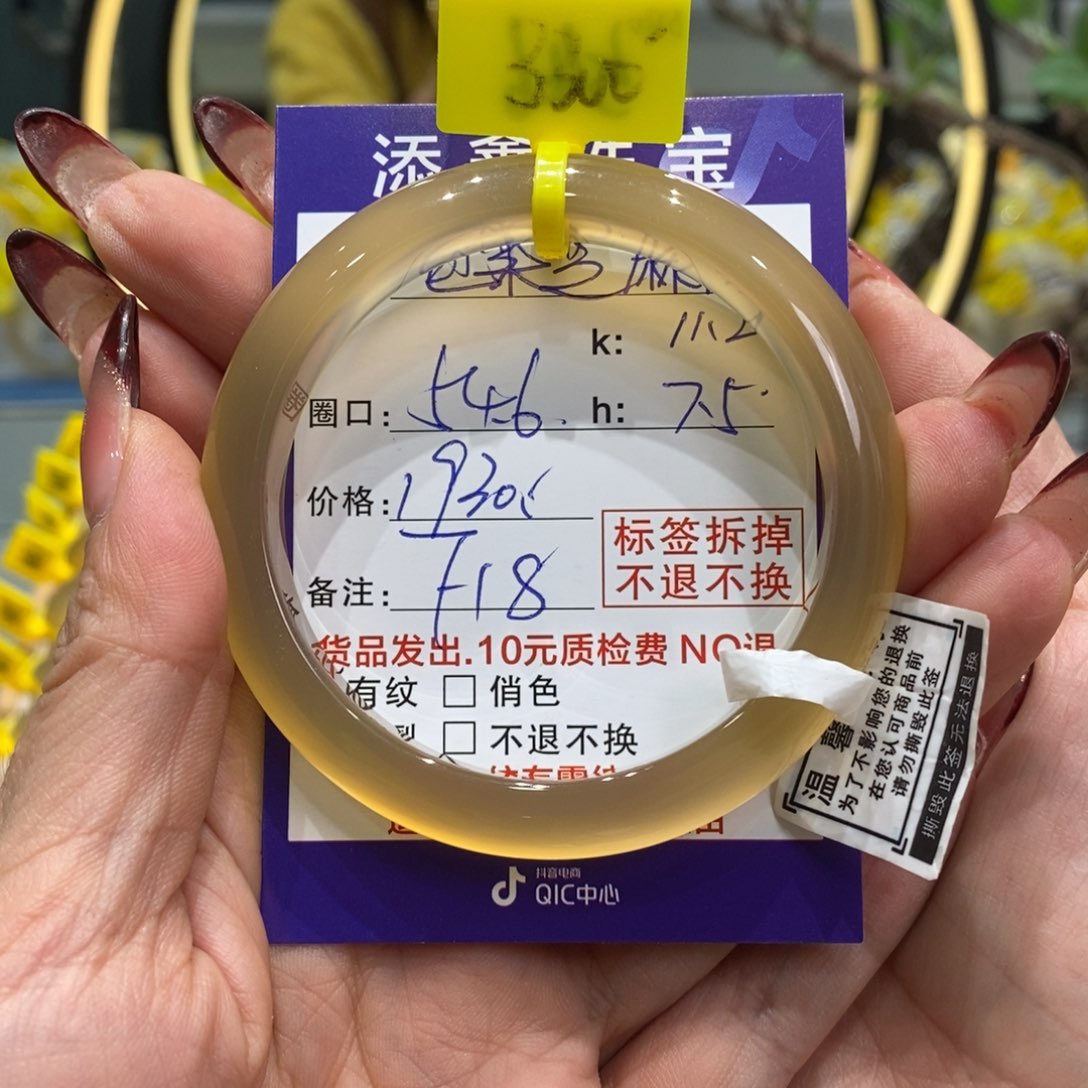 添金珠宝
k: 11.2
圈口: 54.6. h: 7.5
价格: 1930
备注: F18
标签拆掉
不退不换
货品发出.10元质检费 NO退
有纹 □ 俏色
裂 □ 不退不换
抖音电商
QIC中心
温馨
为了不影响您的退换
在您认可商品前
请勿撕毁此签
撕毁此签无法退换